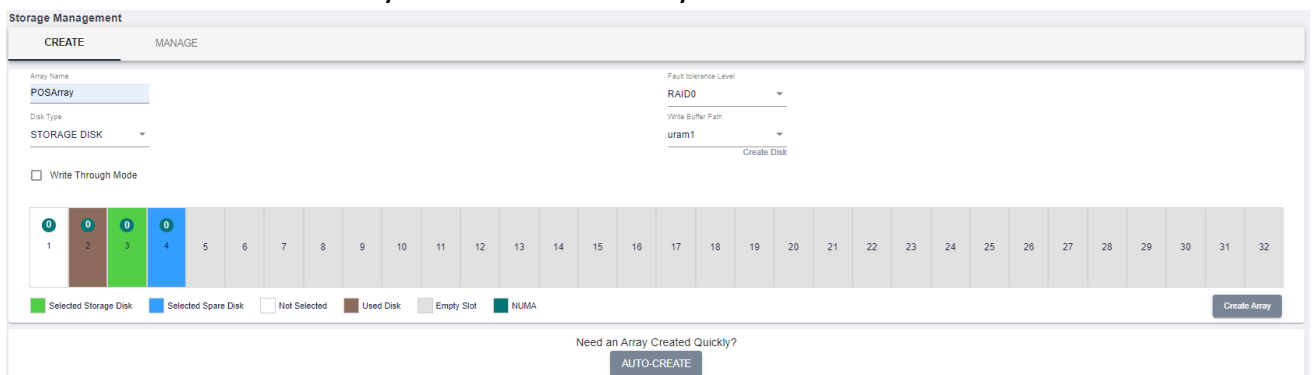 Storage Management
CREATE MANAGE
Array Name Fault tolerance Level
POSArray RAID0
Disk Type Write Buffer Path
STORAGE DISK uram1
Create Disk
Write Through Mode
0 0 0 0
1 2 3 4 5 6 7 8 9 10 11 12 13 14 15 16 17 18 19 20 21 22 23 24 25 26 27 28 29 30 31 32
Selected Storage Disk Selected Spare Disk Not Selected Used Disk Empty Slot NUMA Create Array
Need an Array Created Quickly?
AUTO-CREATE